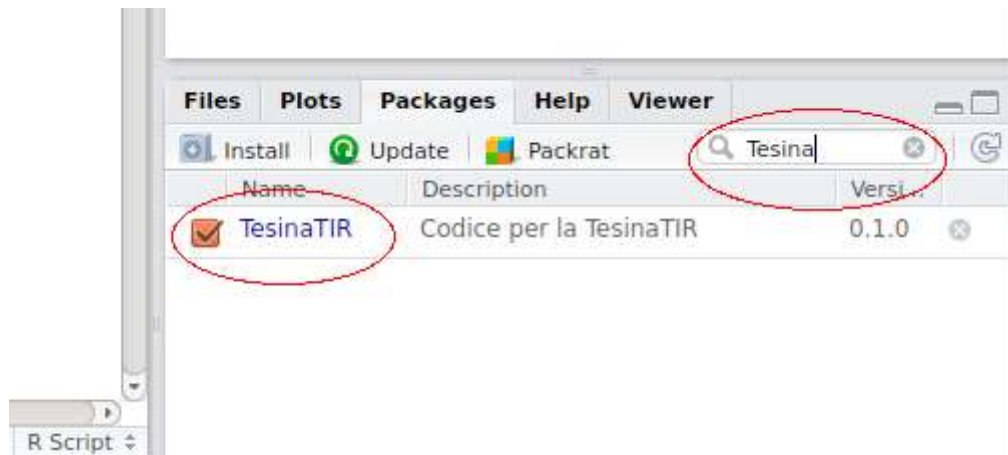 Files Plots Packages Help Viewer
Install Update Packrat Tesina
Name Description Versi...
TesinaTIR Codice per la TesinaTIR 0.1.0
R Script